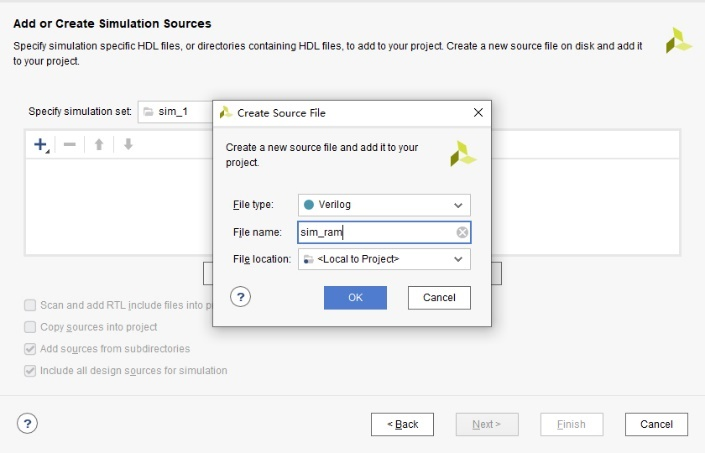 Add or Create Simulation Sources
Specify simulation specific HDL files, or directories containing HDL files, to add to your project. Create a new source file on disk and add it
to your project.
Specify simulation set: sim_1
Create Source File
Create a new source file and add it to your
project.
File type: Verilog
File name: sim_ram
File location: <Local to Project>
? OK Cancel
Scan and add RTL include files into p
Copy sources into project
Add sources from subdirectories
Include all design sources for simulation
? < Back Next > Finish Cancel